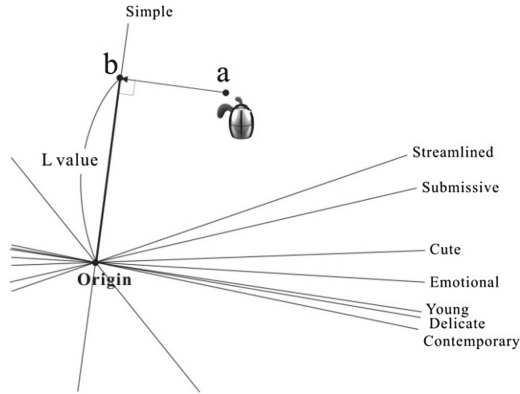 Simple
b
a
L value
Streamlined
Submissive
Cute
Origin
Emotional
Young
Delicate
Contemporary